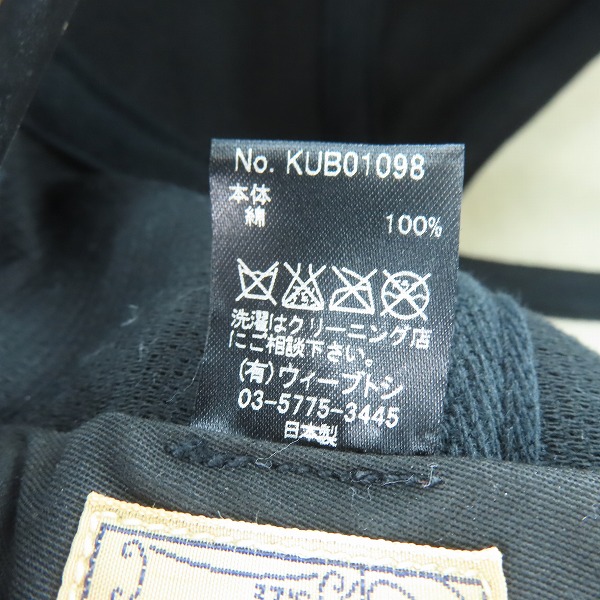 No. KUB01098
本体
綿 100%
洗濯はクリーニング店
にご相談下さい。
(有)ウィーブトシ
03-5775-3445
日本製